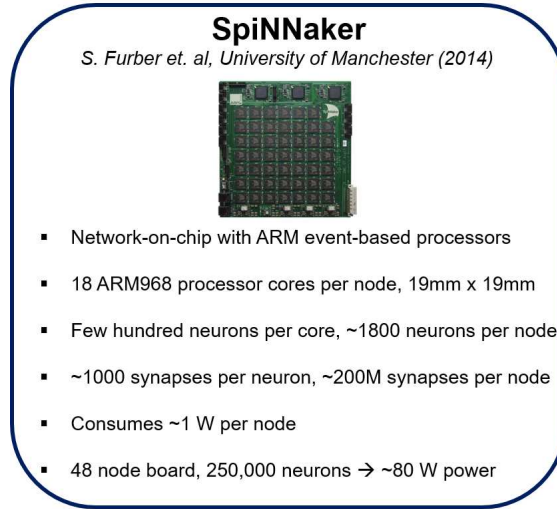 SpiNNaker
S. Furber et. al, University of Manchester (2014)
▪ Network-on-chip with ARM event-based processors
▪ 18 ARM968 processor cores per node, 19mm x 19mm
▪ Few hundred neurons per core, ~1800 neurons per node
▪ ~1000 synapses per neuron, ~200M synapses per node
▪ Consumes ~1 W per node
▪ 48 node board, 250,000 neurons → ~80 W power